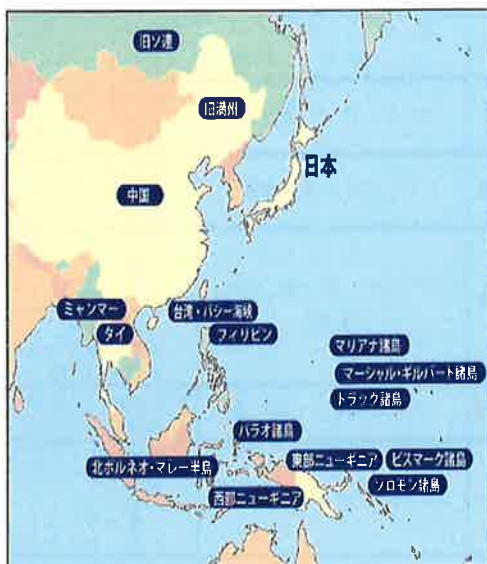 旧ソ連
旧満州
日本
中国
ミャンマー
台湾・バシー海峡
タイ
フィリピン
マリアナ諸島
マーシャル・ギルバート諸島
トラック諸島
パラオ諸島
北ボルネオ・マレー半島
東部ニューギニア
ビスマーク諸島
西部ニューギニア
ソロモン諸島